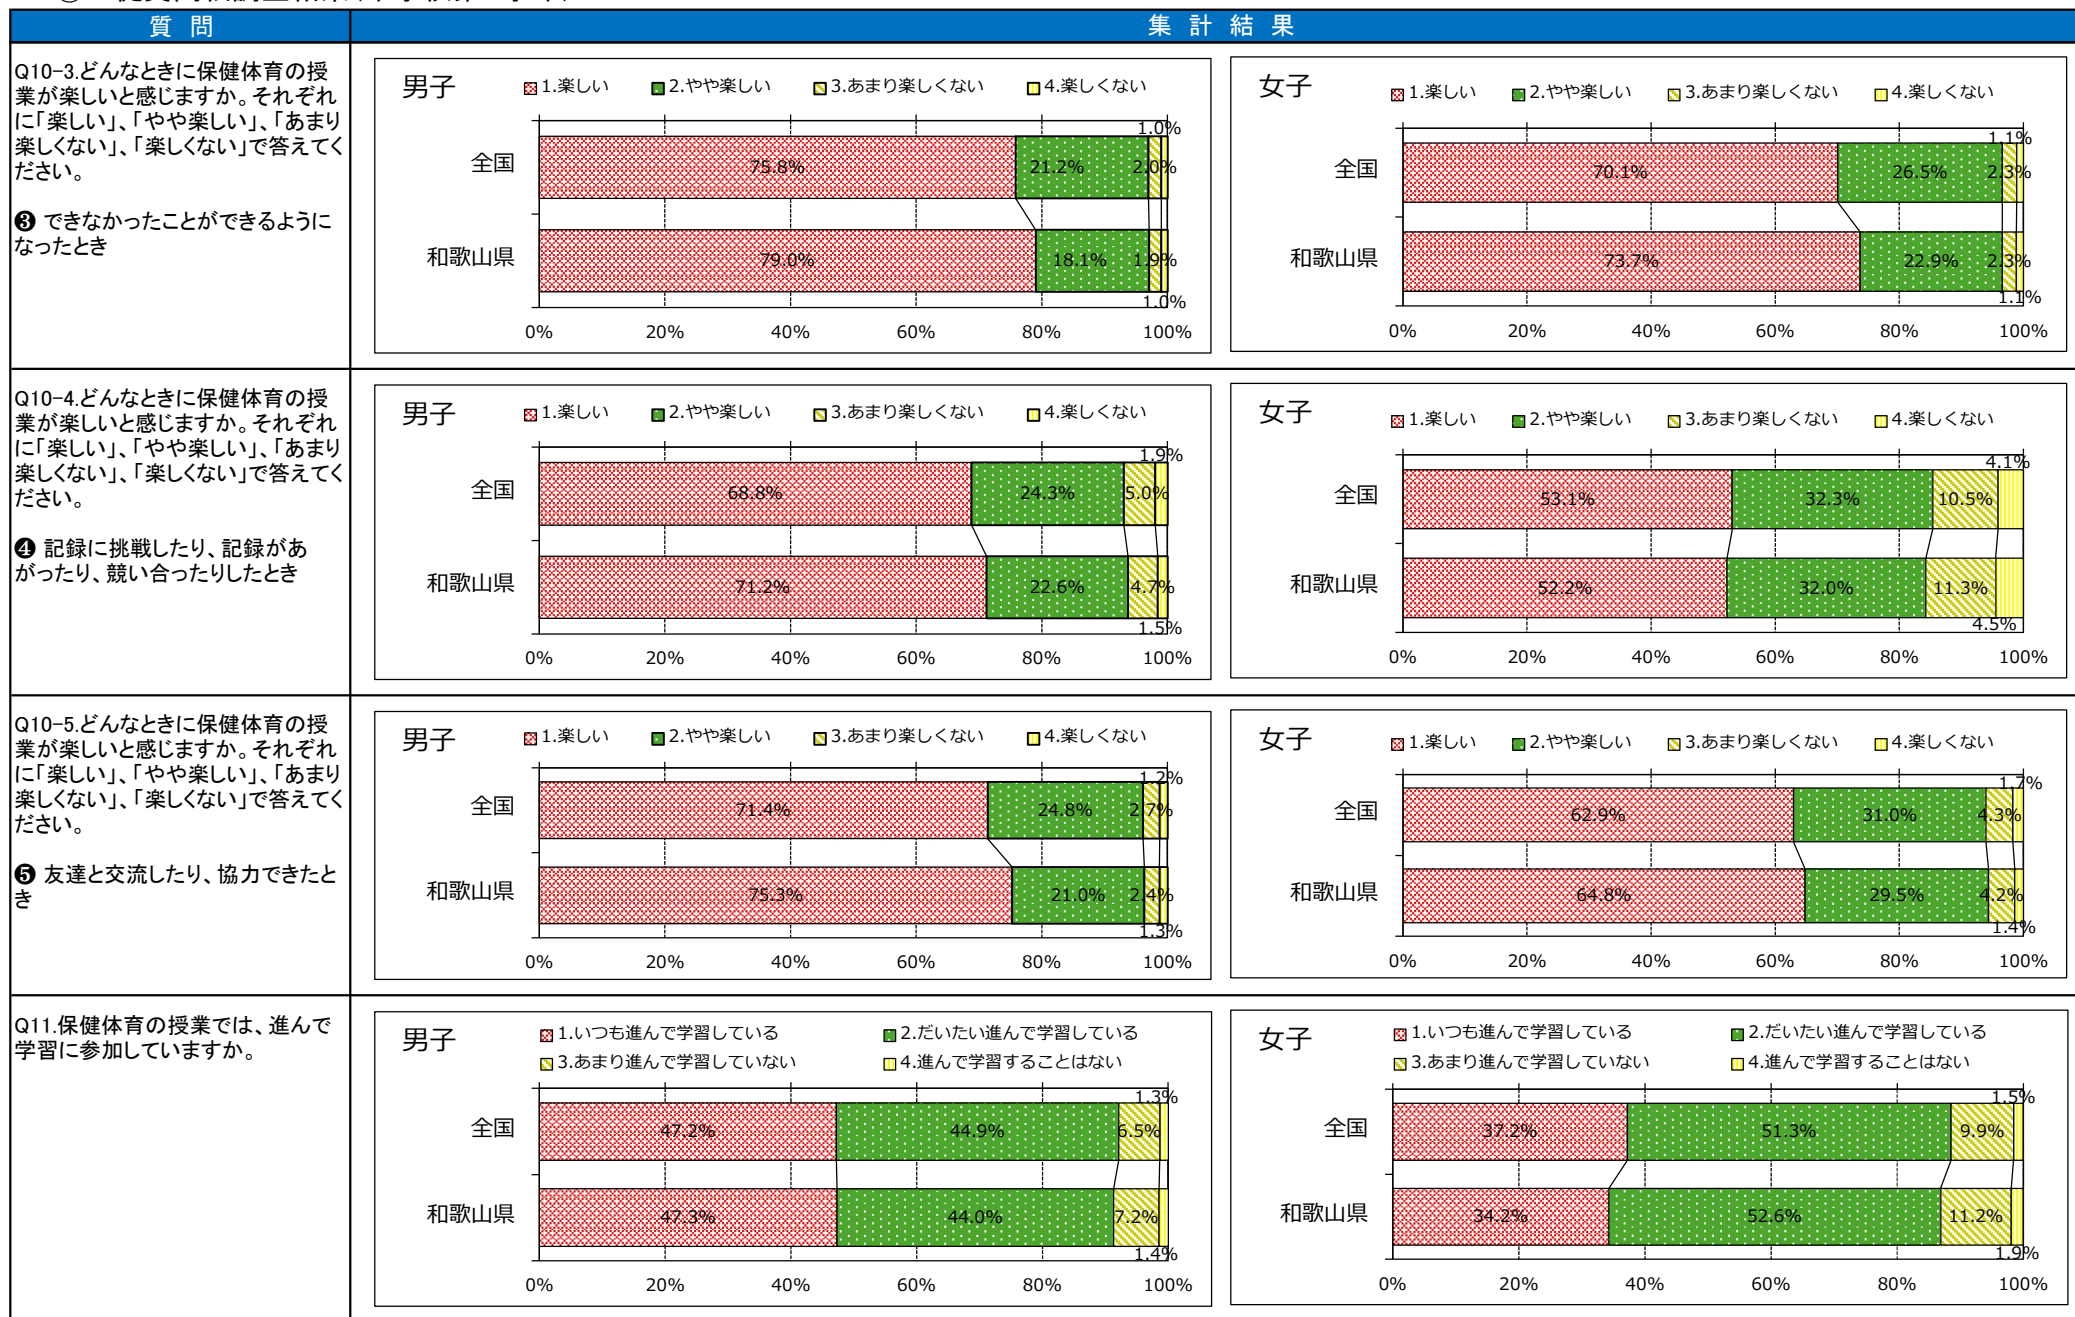 質 問
集 計 結 果
Q10-3.どんなときに保健体育の授
業が楽しいと感じますか。それぞれ
に「楽しい」、「やや楽しい」、「あまり
楽しくない」、「楽しくない」で答えてく
ださい。
❸ できなかったことができるように
なったとき
男子
1.楽しい 2.やや楽しい 3.あまり楽しくない 4.楽しくない
1.0%
全国 75.8% 21.2% 2.0%
和歌山県 79.0% 18.1% 1.9%
1.0%
0% 20% 40% 60% 80% 100%
女子
1.楽しい 2.やや楽しい 3.あまり楽しくない 4.楽しくない
1.1%
全国 70.1% 26.5% 2.3%
和歌山県 73.7% 22.9% 2.3%
1.1%
0% 20% 40% 60% 80% 100%
Q10-4.どんなときに保健体育の授
業が楽しいと感じますか。それぞれ
に「楽しい」、「やや楽しい」、「あまり
楽しくない」、「楽しくない」で答えてく
ださい。
❹ 記録に挑戦したり、記録があ
がったり、競い合ったりしたとき
男子
1.楽しい 2.やや楽しい 3.あまり楽しくない 4.楽しくない
1.9%
全国 68.8% 24.3% 5.0%
和歌山県 71.2% 22.6% 4.7%
1.5%
0% 20% 40% 60% 80% 100%
女子
1.楽しい 2.やや楽しい 3.あまり楽しくない 4.楽しくない
4.1%
全国 53.1% 32.3% 10.5%
和歌山県 52.2% 32.0% 11.3%
4.5%
0% 20% 40% 60% 80% 100%
Q10-5.どんなときに保健体育の授
業が楽しいと感じますか。それぞれ
に「楽しい」、「やや楽しい」、「あまり
楽しくない」、「楽しくない」で答えてく
ださい。
❺ 友達と交流したり、協力できたと
き
男子
1.楽しい 2.やや楽しい 3.あまり楽しくない 4.楽しくない
1.2%
全国 71.4% 24.8% 2.7%
和歌山県 75.3% 21.0% 2.4%
1.3%
0% 20% 40% 60% 80% 100%
女子
1.楽しい 2.やや楽しい 3.あまり楽しくない 4.楽しくない
1.7%
全国 62.9% 31.0% 4.3%
和歌山県 64.8% 29.5% 4.2%
1.4%
0% 20% 40% 60% 80% 100%
Q11.保健体育の授業では、進んで
学習に参加していますか。
男子
1.いつも進んで学習している 2.だいたい進んで学習している
3.あまり進んで学習していない 4.進んで学習することはない
1.3%
全国 47.2% 44.9% 6.5%
和歌山県 47.3% 44.0% 7.2%
1.4%
0% 20% 40% 60% 80% 100%
女子
1.いつも進んで学習している 2.だいたい進んで学習している
3.あまり進んで学習していない 4.進んで学習することはない
1.5%
全国 37.2% 51.3% 9.9%
和歌山県 34.2% 52.6% 11.2%
1.9%
0% 20% 40% 60% 80% 100%